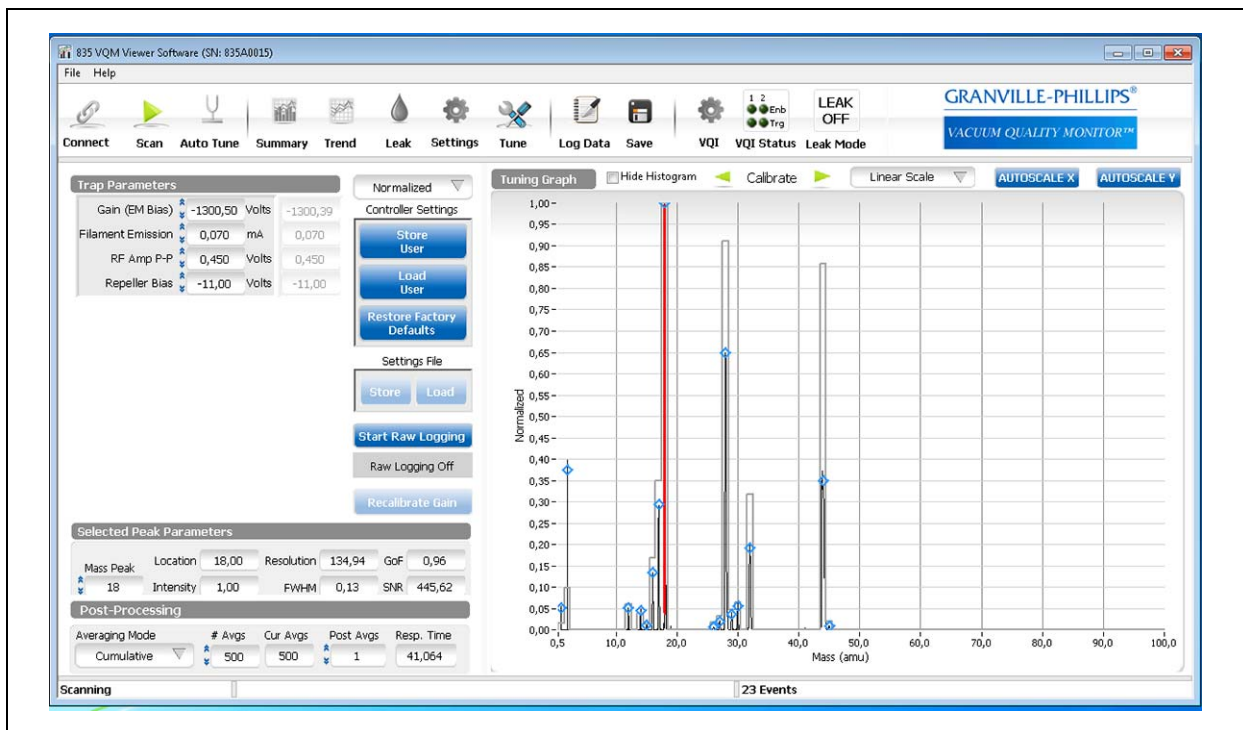 835 VQM Viewer Software (SN: 835A0015)
File Help
Connect Scan Auto Tune Summary Trend Leak Settings Tune Log Data Save VQI VQI Status Leak Mode
1 2
Enb
Trg
LEAK
OFF
GRANVILLE-PHILLIPS®
VACUUM QUALITY MONITOR™
Trap Parameters
Gain (EM Bias) -1300,50 Volts -1300,39
Filament Emission 0,070 mA 0,070
RF Amp P-P 0,450 Volts 0,450
Repeller Bias -11,00 Volts -11,00
Normalized
Controller Settings
Store
User
Load
User
Restore Factory
Defaults
Settings File
Store Load
Start Raw Logging
Raw Logging Off
Recalibrate Gain
Selected Peak Parameters
Mass Peak
18
Location 18,00 Resolution 134,94 GoF 0,96
Intensity 1,00 FWHM 0,13 SNR 445,62
Post-Processing
Averaging Mode # Avgs Cur Avgs Post Avgs Resp. Time
Cumulative 500 500 1 41,064
Tuning Graph Hide Histogram Calibrate Linear Scale AUTOSCALE X AUTOSCALE Y
1,00
0,95
0,90
0,85
0,80
0,75
0,70
0,65
0,60
0,55
0,50
0,45
0,40
0,35
0,30
0,25
0,20
0,15
0,10
0,05
0,00
Normalized
0,5 10,0 20,0 30,0 40,0 50,0 60,0 70,0 80,0 90,0 100,0
Mass (amu)
Scanning 23 Events